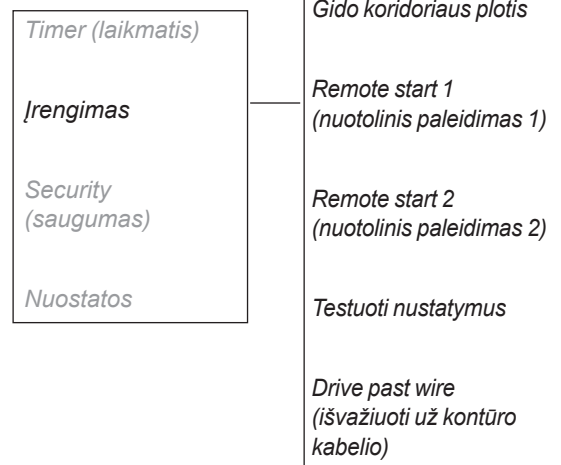 Timer (laikmatis)
Įrengimas
Security
(saugumas)
Nuostatos
Gido koridoriaus plotis
Remote start 1
(nuotolinis paleidimas 1)
Remote start 2
(nuotolinis paleidimas 2)
Testuoti nustatymus
Drive past wire
(išvažiuoti už kontūro
kabelio)